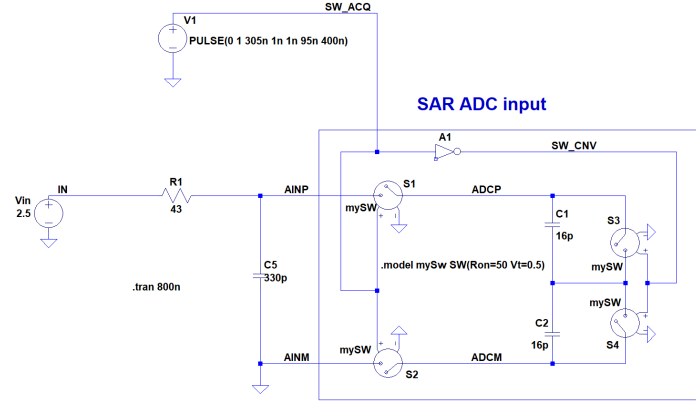 SW_ACQ
V1
PULSE(0 1 305n 1n 1n 95n 400n)
SAR ADC input
A1
SW_CNV
IN
R1
AINP
S1
ADCP
Vin
2.5
43
mySW
C1
S3
16p
C5
330p
.model mySw SW(Ron=50 Vt=0.5)
mySW
.tran 800n
mySW
C2
16p
S4
AINM
mySW
ADCM
S2